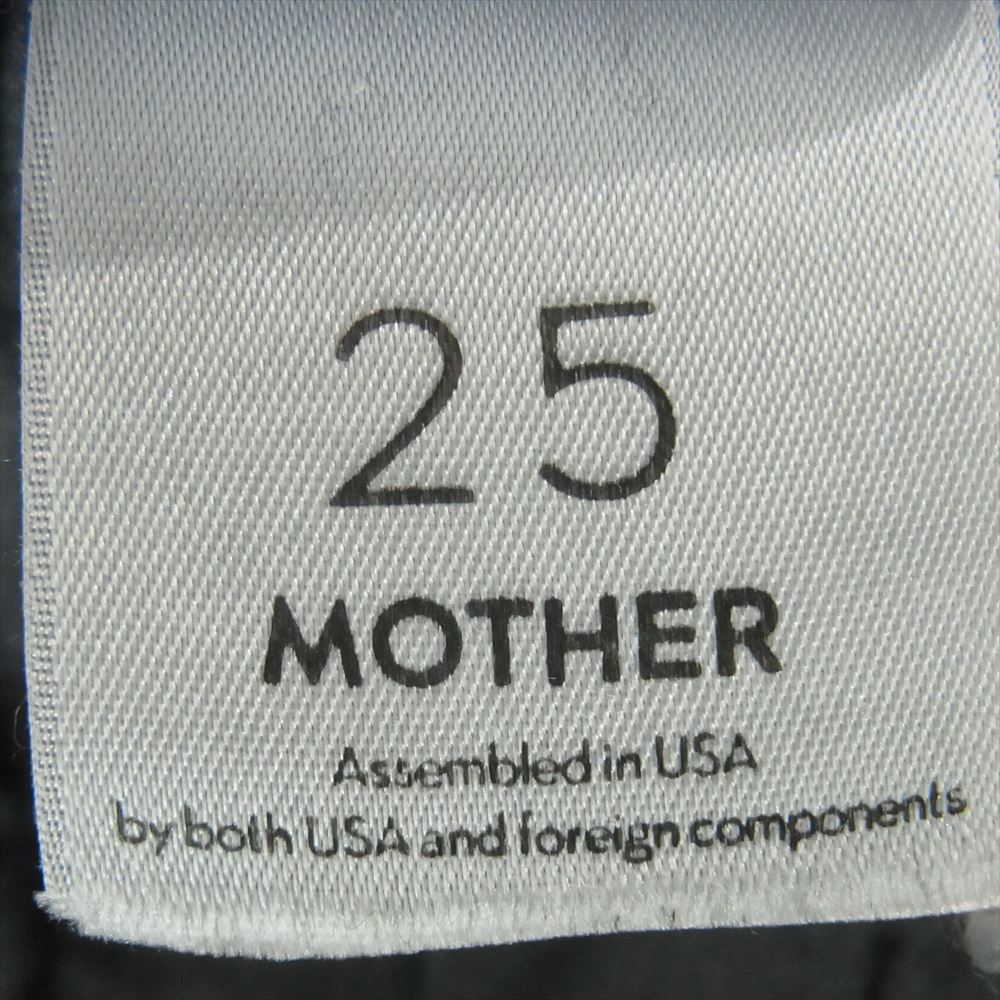 25
MOTHER
Assembled in USA
by both USA and foreign components